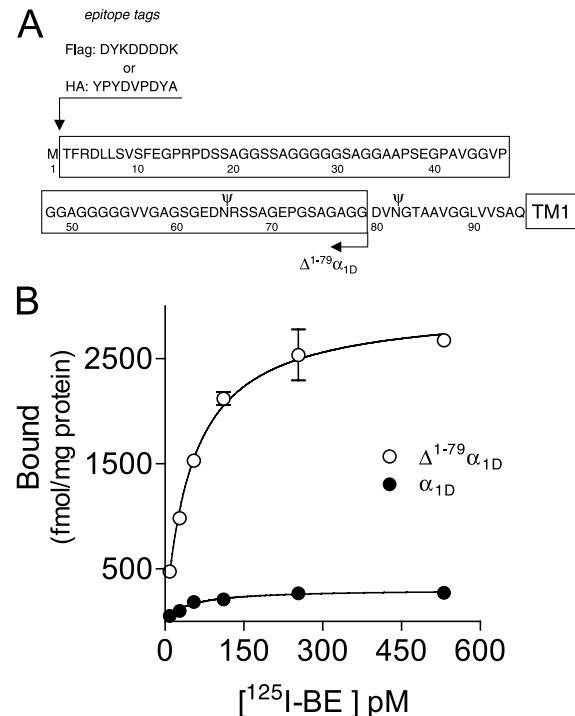 A
epitope tags
Flag: DYKDDDDK
or
HA: YPYDVPDYA
M TFRDLLSVSFEGPRPDSSAGGSSAGGGGGSAGGAAPSEGPAVGGVP
1 10 20 30 40
ψ ψ
GGAGGGGGVVGAGSGEDNRSSAGEPGSAGAGG DVNGTAAVGGLVVSAQ TM1
50 60 70 80 90
Δ¹⁻⁷⁹α₁D
B
Bound
(fmol/mg protein)
2500
1500
500
Δ¹⁻⁷⁹α₁D
α₁D
0 150 300 450 600
[¹²⁵I-BE ] pM